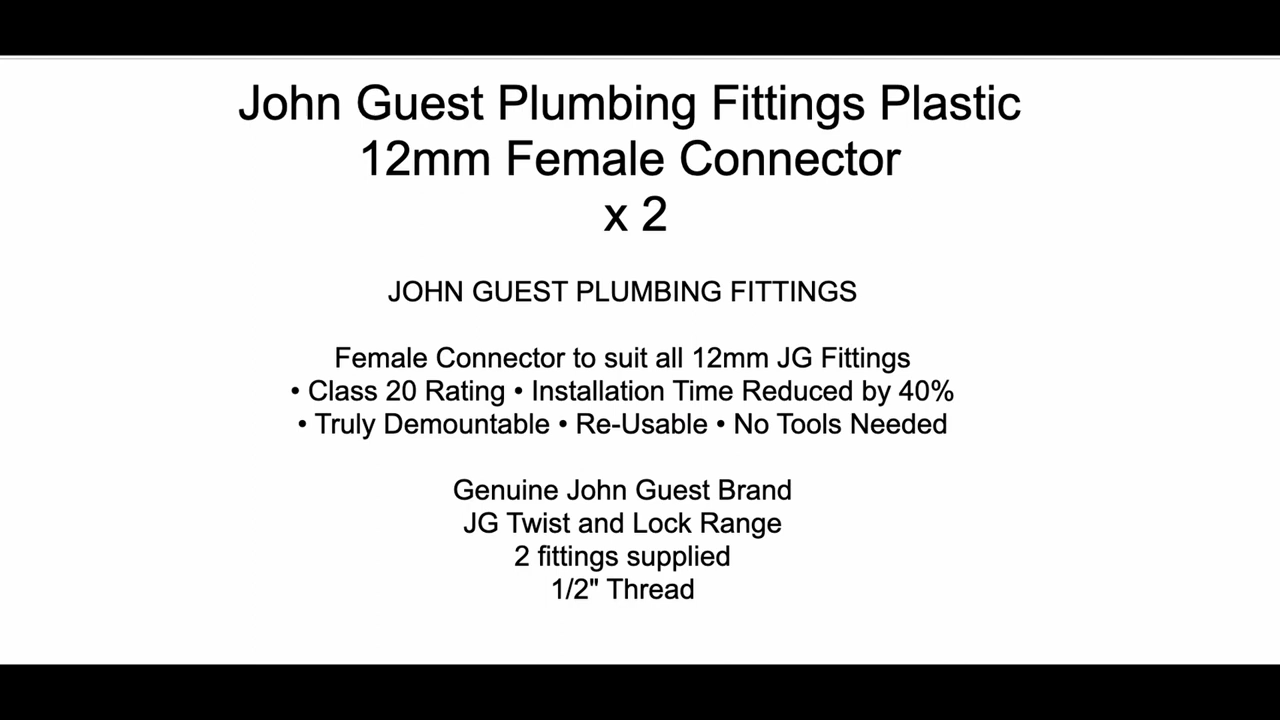 John Guest Plumbing Fittings Plastic
12mm Female Connector
x 2
JOHN GUEST PLUMBING FITTINGS
Female Connector to suit all 12mm JG Fittings
• Class 20 Rating • Installation Time Reduced by 40%
• Truly Demountable • Re-Usable • No Tools Needed
Genuine John Guest Brand
JG Twist and Lock Range
2 fittings supplied
1/2" Thread